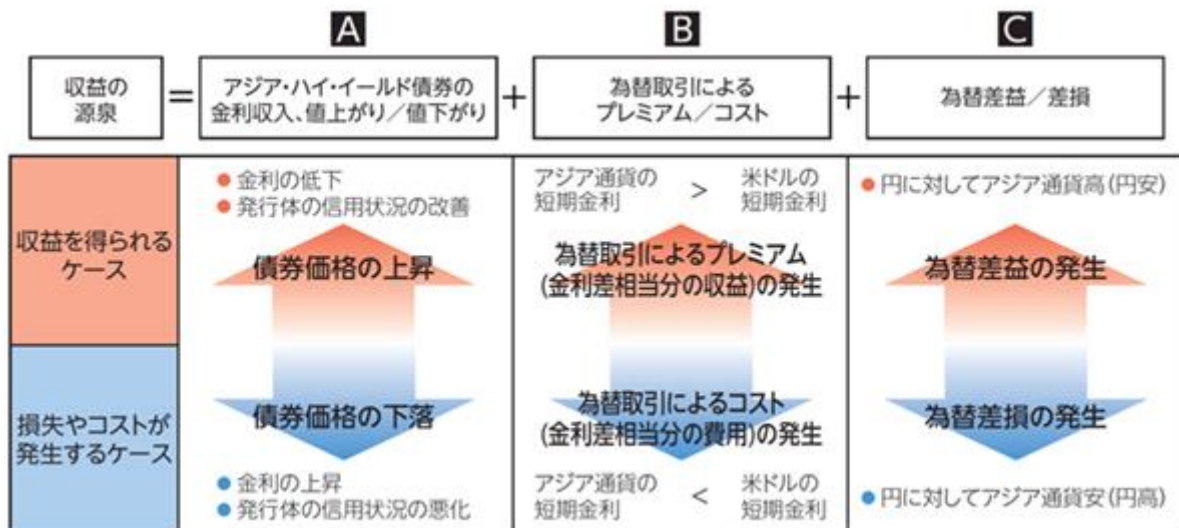 A
B
C
収益の
源泉
=
アジア・ハイ・イールド債券の
金利収入、値上がり／値下がり
+
為替取引による
プレミアム／コスト
+
為替差益／差損
収益を得られる
ケース
● 金利の低下
● 発行体の信用状況の改善
債券価格の上昇
アジア通貨の
短期金利
>
米ドルの
短期金利
為替取引によるプレミアム
(金利差相当分の収益)の発生
● 円に対してアジア通貨高(円安)
為替差益の発生
損失やコストが
発生するケース
債券価格の下落
● 金利の上昇
● 発行体の信用状況の悪化
為替取引によるコスト
(金利差相当分の費用)の発生
アジア通貨の
短期金利
<
米ドルの
短期金利
為替差損の発生
● 円に対してアジア通貨安(円高)